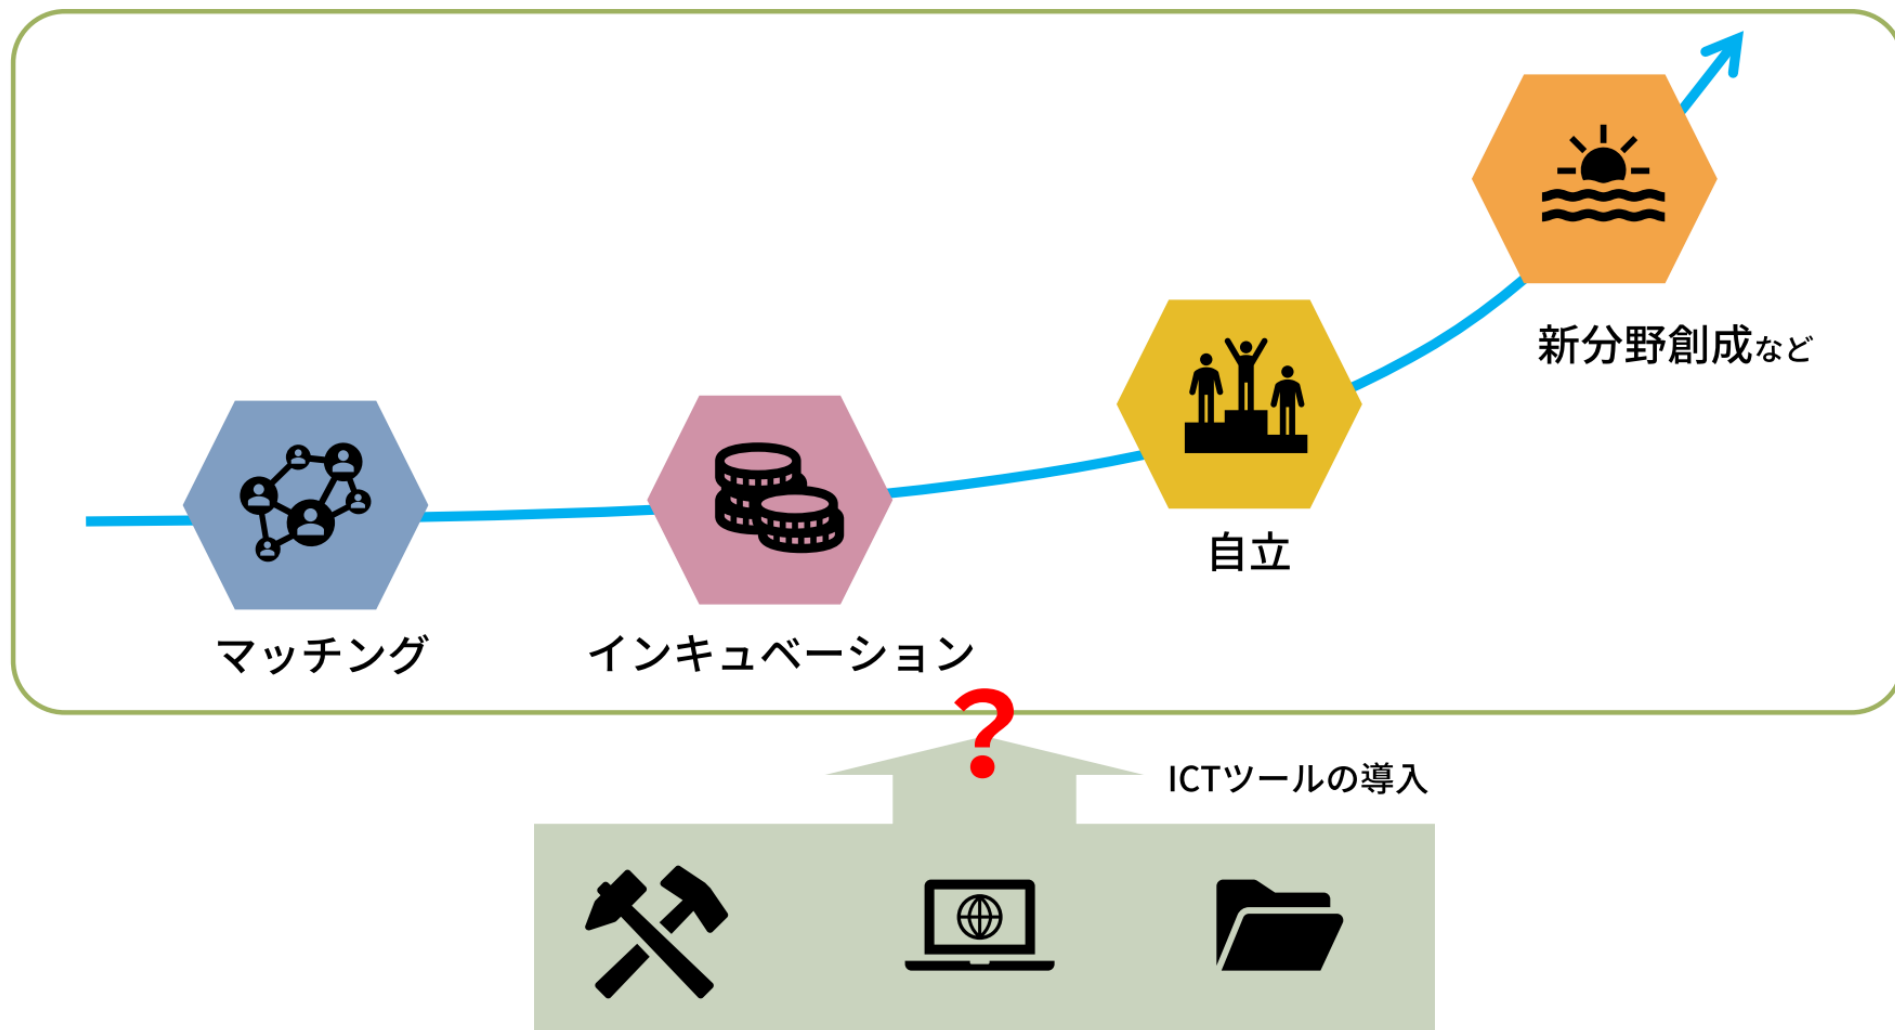 新分野創成など
自立
マッチング
インキュベーション
?
ICTツールの導入